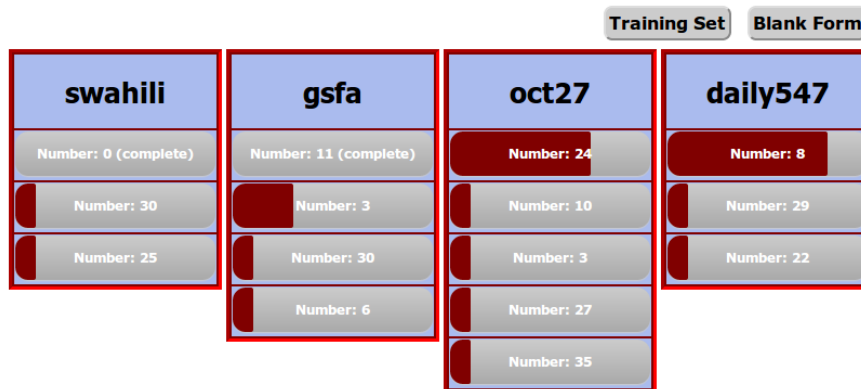 Training Set
Blank Form
swahili
Number: 0 (complete)
Number: 30
Number: 25
gsfa
Number: 11 (complete)
Number: 3
Number: 30
Number: 6
oct27
Number: 24
Number: 10
Number: 3
Number: 27
Number: 35
daily547
Number: 8
Number: 29
Number: 22